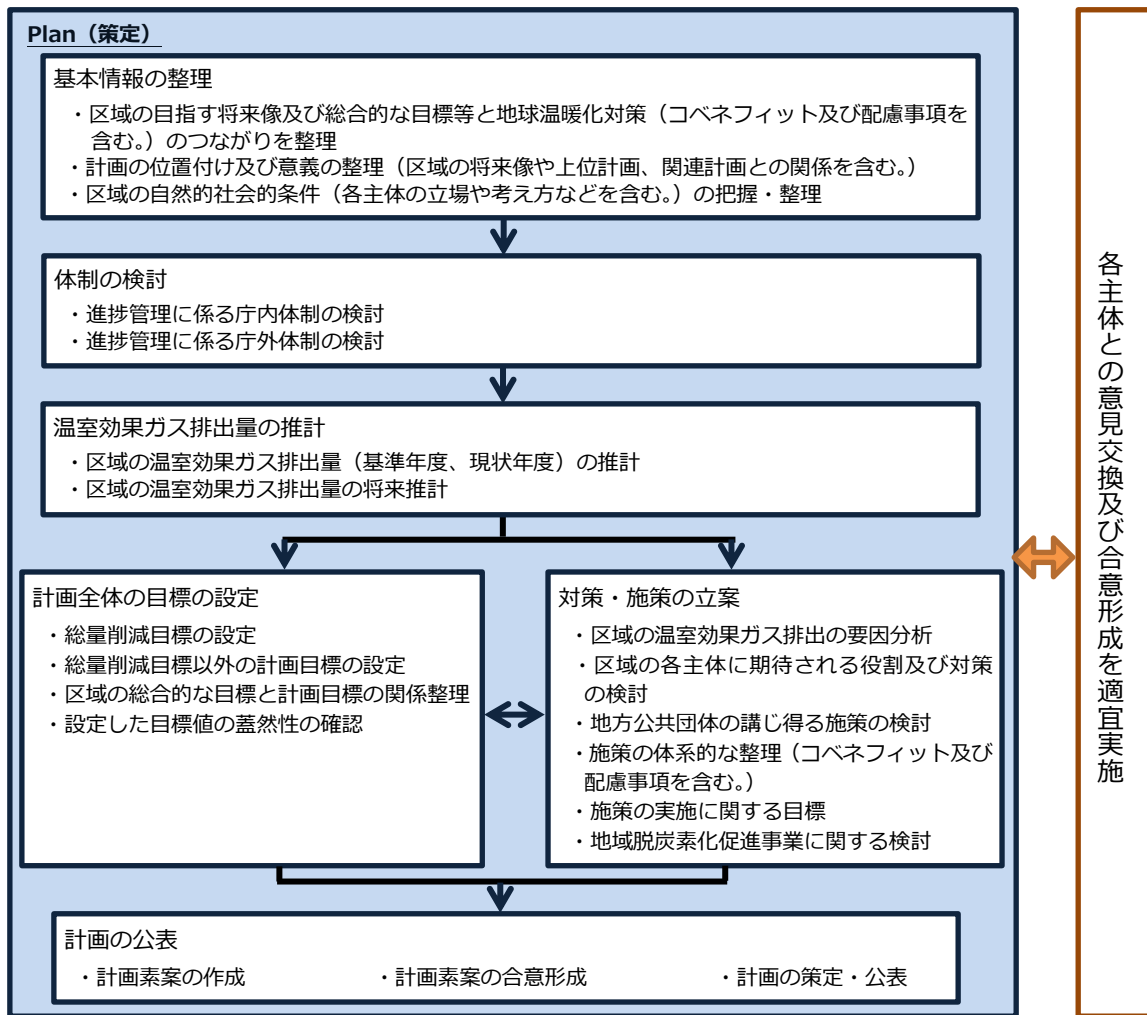 Plan（策定）
基本情報の整理
・区域の目指す将来像及び総合的な目標等と地球温暖化対策（コベネフィット及び配慮事項を
含む。）のつながりを整理
・計画の位置付け及び意義の整理（区域の将来像や上位計画、関連計画との関係を含む。）
・区域の自然的社会的条件（各主体の立場や考え方などを含む。）の把握・整理
体制の検討
・進捗管理に係る庁内体制の検討
・進捗管理に係る庁外体制の検討
温室効果ガス排出量の推計
・区域の温室効果ガス排出量（基準年度、現状年度）の推計
・区域の温室効果ガス排出量の将来推計
計画全体の目標の設定
・総量削減目標の設定
・総量削減目標以外の計画目標の設定
・区域の総合的な目標と計画目標の関係整理
・設定した目標値の蓋然性の確認
対策・施策の立案
・区域の温室効果ガス排出の要因分析
・区域の各主体に期待される役割及び対策
の検討
・地方公共団体の講じ得る施策の検討
・施策の体系的な整理（コベネフィット及び
配慮事項を含む。）
・施策の実施に関する目標
・地域脱炭素化促進事業に関する検討
計画の公表
・計画素案の作成 ・計画素案の合意形成 ・計画の策定・公表
各主体との意見交換及び合意形成を適宜実施